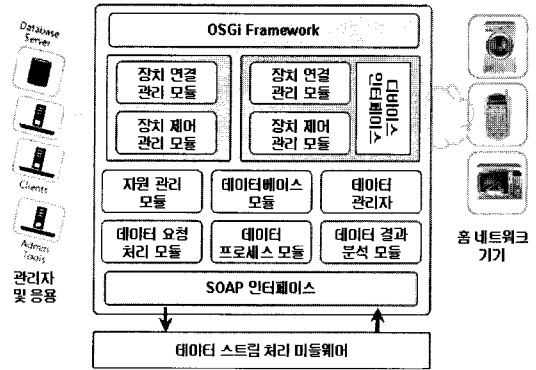 Database
Server
Clients
Admin
Tools
관리자
및 응용
OSGi Framework
장치 연결
관리 모듈
장치 제어
관리 모듈
장치 연결
관리 모듈
장치 제어
관리 모듈
디바이스
인터페이스
자원 관리
모듈
데이터베이스
모듈
데이터
관리자
데이터 요청
처리 모듈
데이터
프로세스 모듈
데이터 결과
분석 모듈
SOAP 인터페이스
데이터 스트림 처리 미들웨어
홈 네트워크
기기